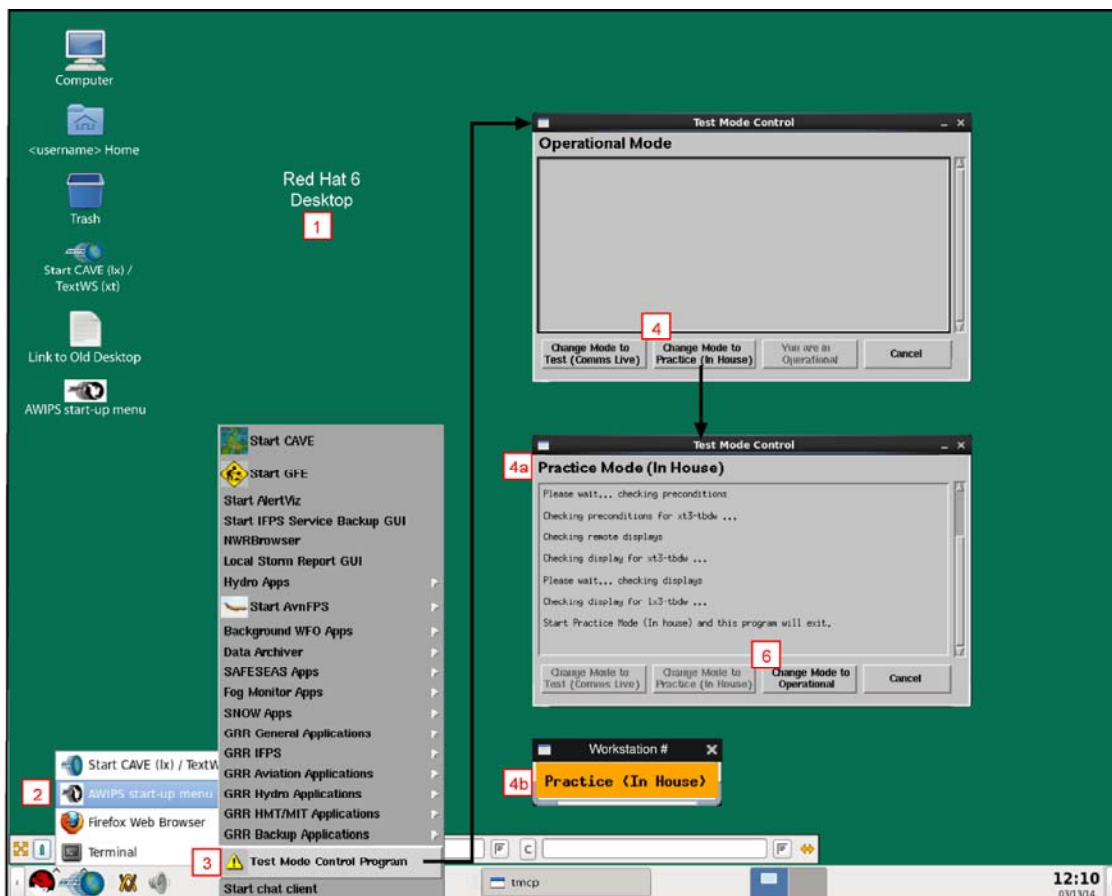 Computer
<username> Home
Trash
Start CAVE (lx) /
TextWS (xt)
Link to Old Desktop
AWIPS start-up menu
Red Hat 6
Desktop
1
Test Mode Control
Operational Mode
4
Change Mode to
Test (Comms Live)
Change Mode to
Practice (In House)
You are in
Operational
Cancel
Test Mode Control
4a
Practice Mode (In House)
Please wait... checking preconditions
Checking preconditions for xt3-tbdw ...
Checking remote displays
Checking display for xt3-tbdw ...
Please wait... checking displays
Checking display for lx3-tbdw ...
Start Practice Mode (In house) and this program will exit.
6
Change Mode to
Test (Comms Live)
Change Mode to
Practice (In House)
Change Mode to
Operational
Cancel
Workstation #
4b
Practice (In House)
Start CAVE
Start GFE
Start AlertViz
Start IFPS Service Backup GUI
NWRBrowser
Local Storm Report GUI
Hydro Apps
Start AvnFPS
Background WFO Apps
Data Archiver
SAFESEAS Apps
Fog Monitor Apps
SNOW Apps
GRR General Applications
GRR IFPS
GRR Aviation Applications
GRR Hydro Applications
GRR HMT/MIT Applications
GRR Backup Applications
3
Test Mode Control Program
Start chat client
Start CAVE (lx) / TextW
2
AWIPS start-up menu
Firefox Web Browser
Terminal
C
tmcp
12:10
03/13/14